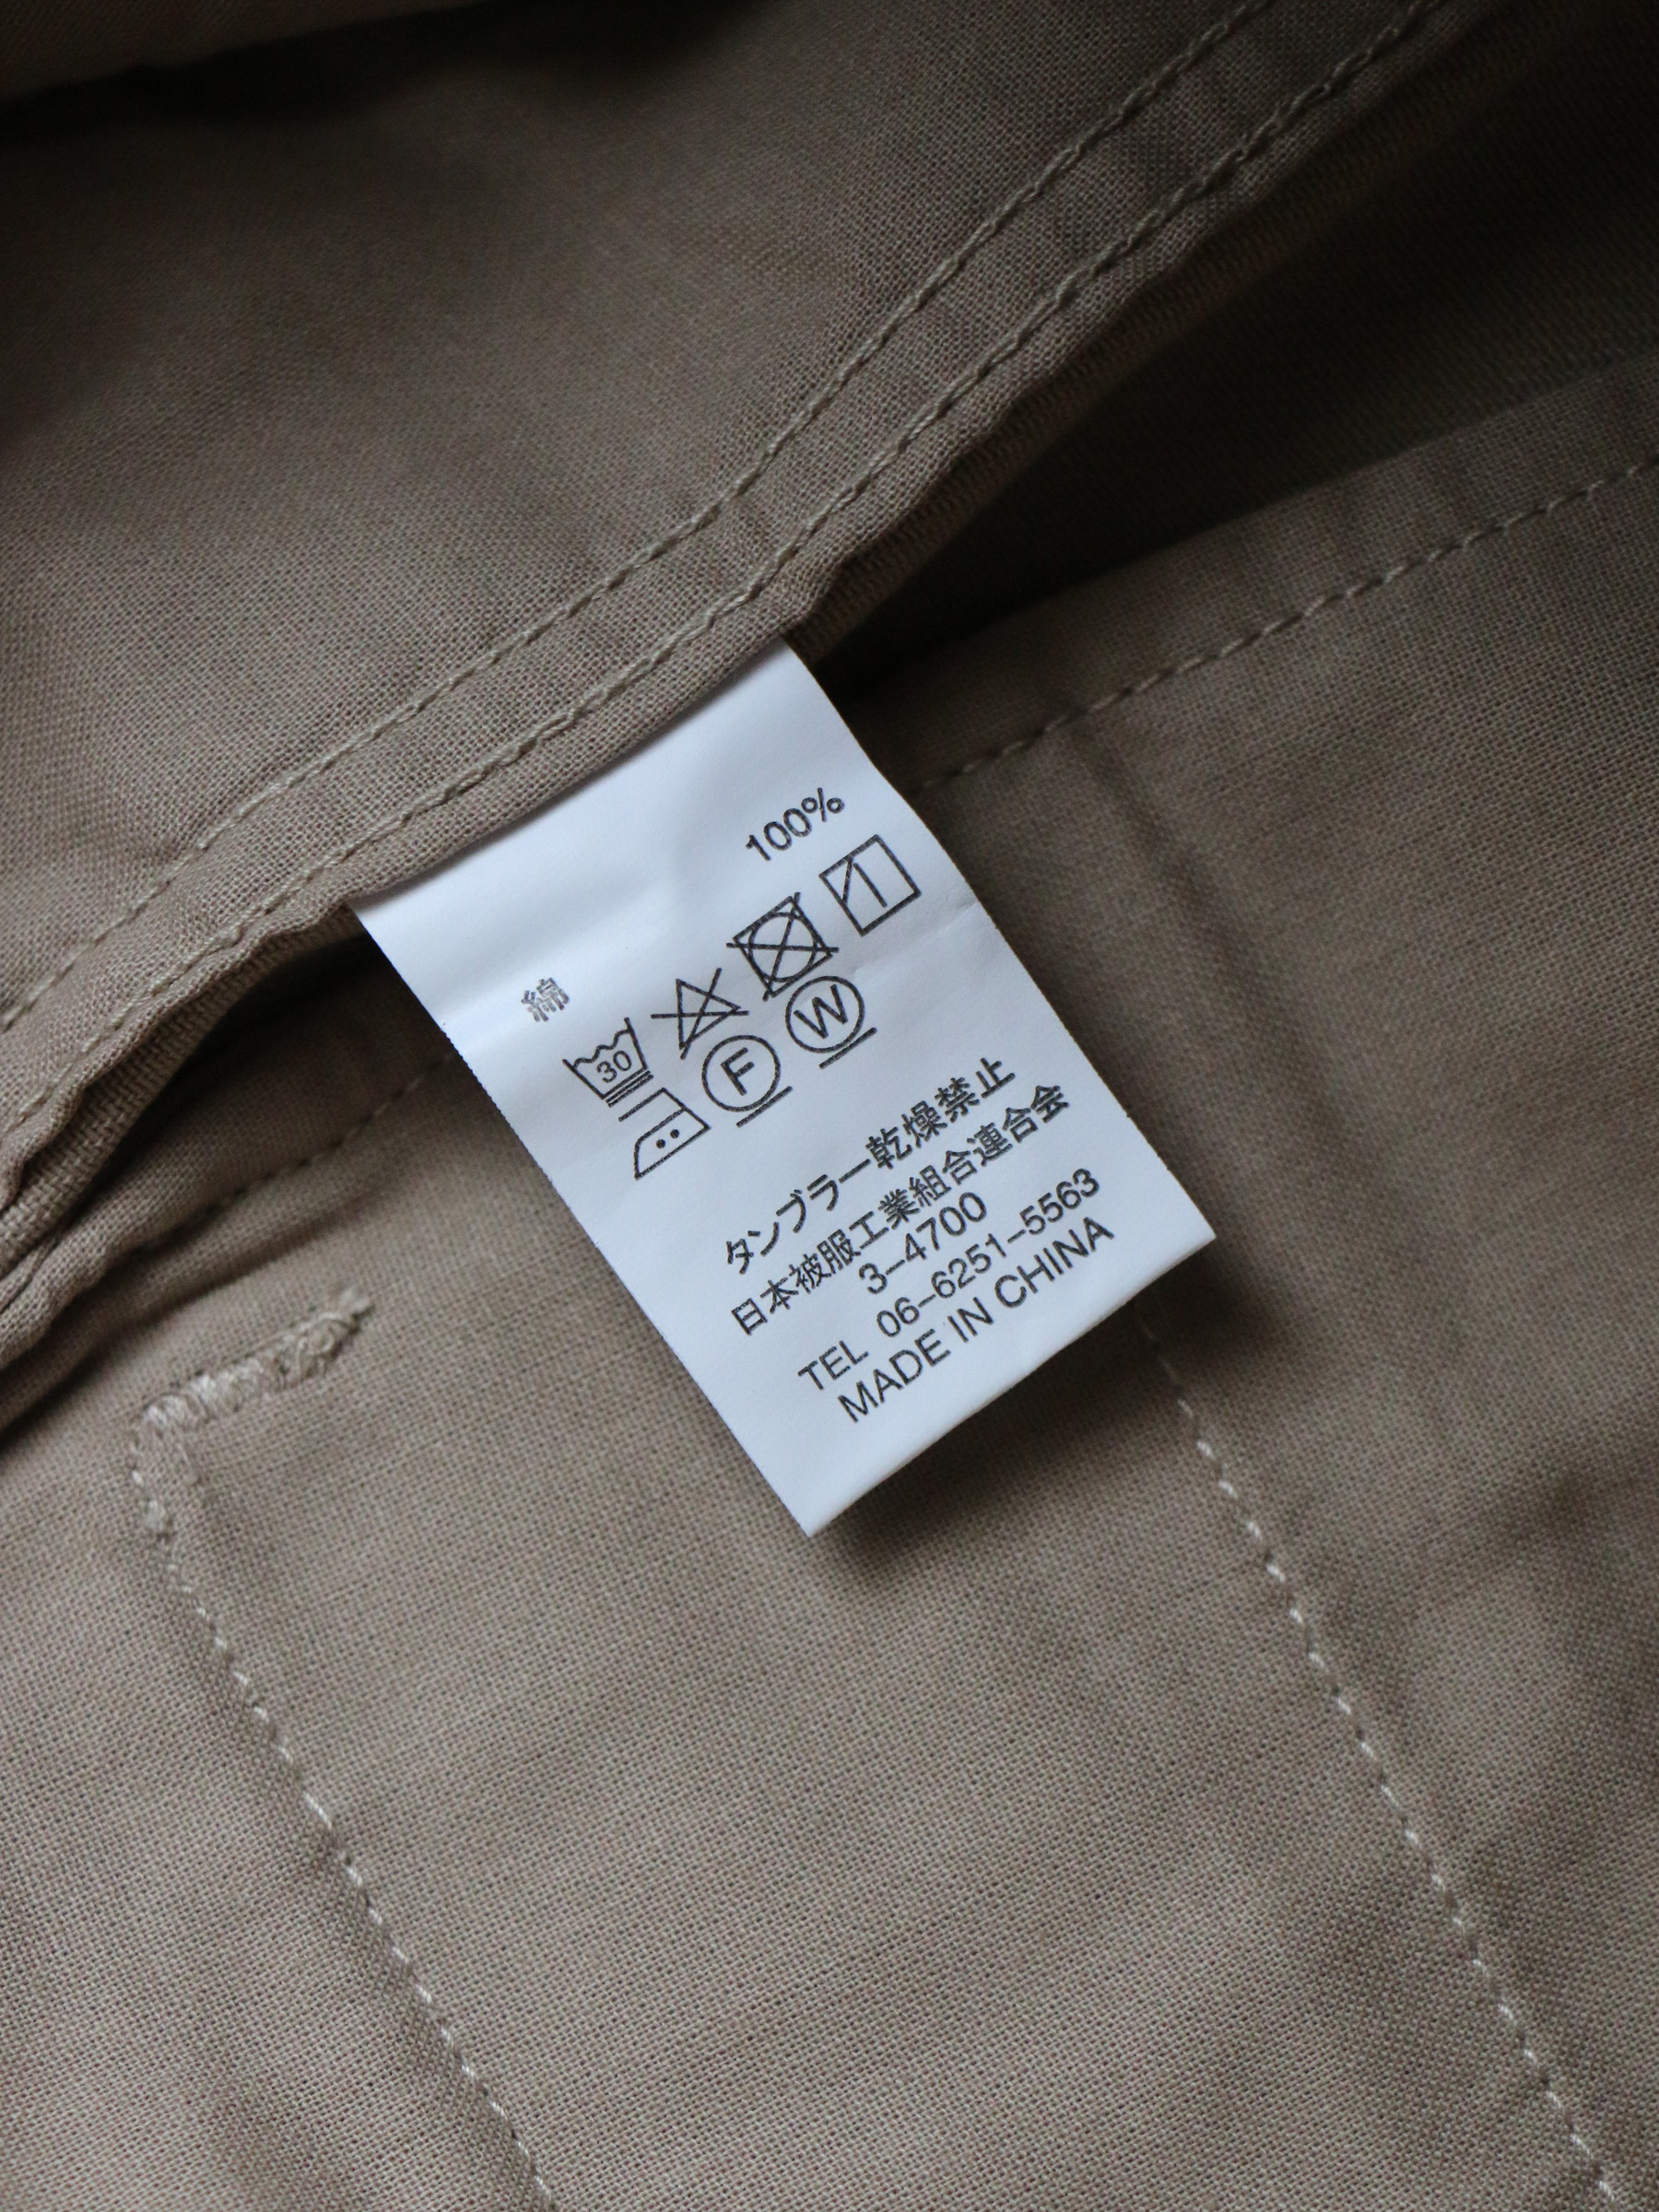 綿 100%
30
F W
タンブラー乾燥禁止
日本被服工業組合連合会
3-4700
TEL 06-6251-5563
MADE IN CHINA